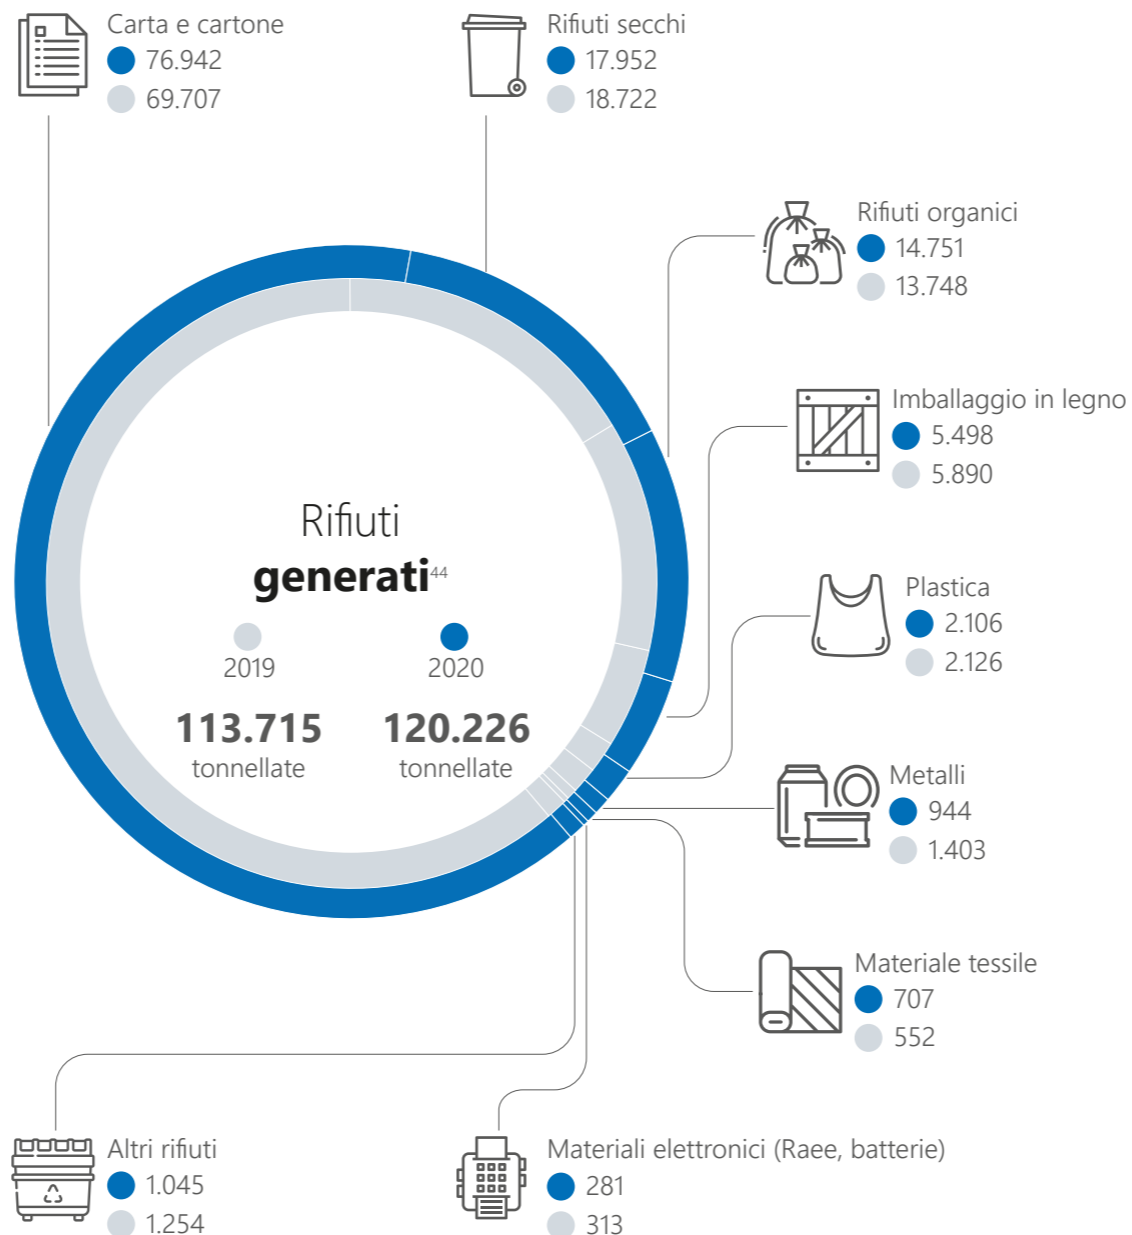 Carta e cartone
76.942
69.707
Rifiuti secchi
17.952
18.722
Rifiuti organici
14.751
13.748
Imballaggio in legno
5.498
5.890
Plastica
2.106
2.126
Metalli
944
1.403
Materiale tessile
707
552
Rifiuti
generati44
2019 2020
113.715 120.226
tonnellate tonnellate
Altri rifiuti
1.045
1.254
Materiali elettronici (Raee, batterie)
281
313